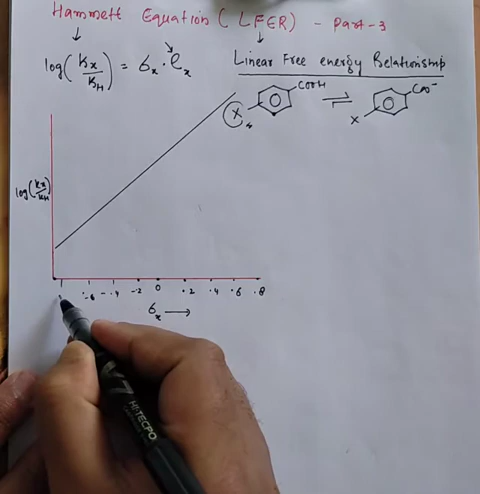 Hammett Equation ( LFER) - Part-3
log(Kx/KH) = σx · ρx
Linear Free energy Relationship
COOH
COO⁻
X
H
X
log(Kx/KH)
-.6 -.4 -.2 0 .2 .4 .6 .8
σx
V7
HI-TECPO